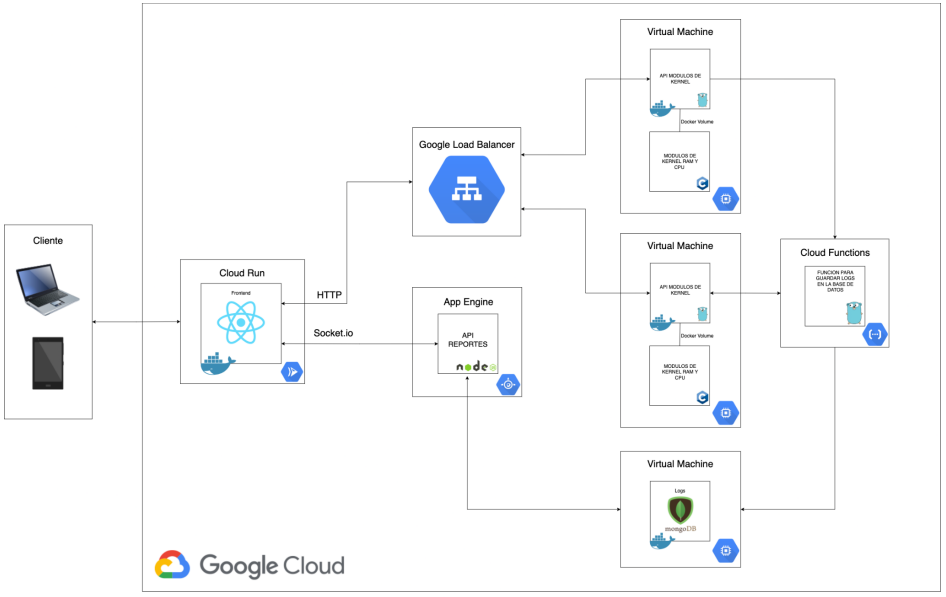 Cliente
Cloud Run
Frontend
HTTP
Socket.io
Google Load Balancer
App Engine
API
REPORTES
node
Virtual Machine
API MODULOS DE
KERNEL
Docker Volume
MODULOS DE
KERNEL RAM Y
CPU
C
Virtual Machine
API MODULOS DE
KERNEL
Docker Volume
MODULOS DE
KERNEL RAM Y
CPU
C
Cloud Functions
FUNCION PARA
GUARDAR LOGS
EN LA BASE DE
DATOS
Virtual Machine
Logs
mongoDB
Google Cloud